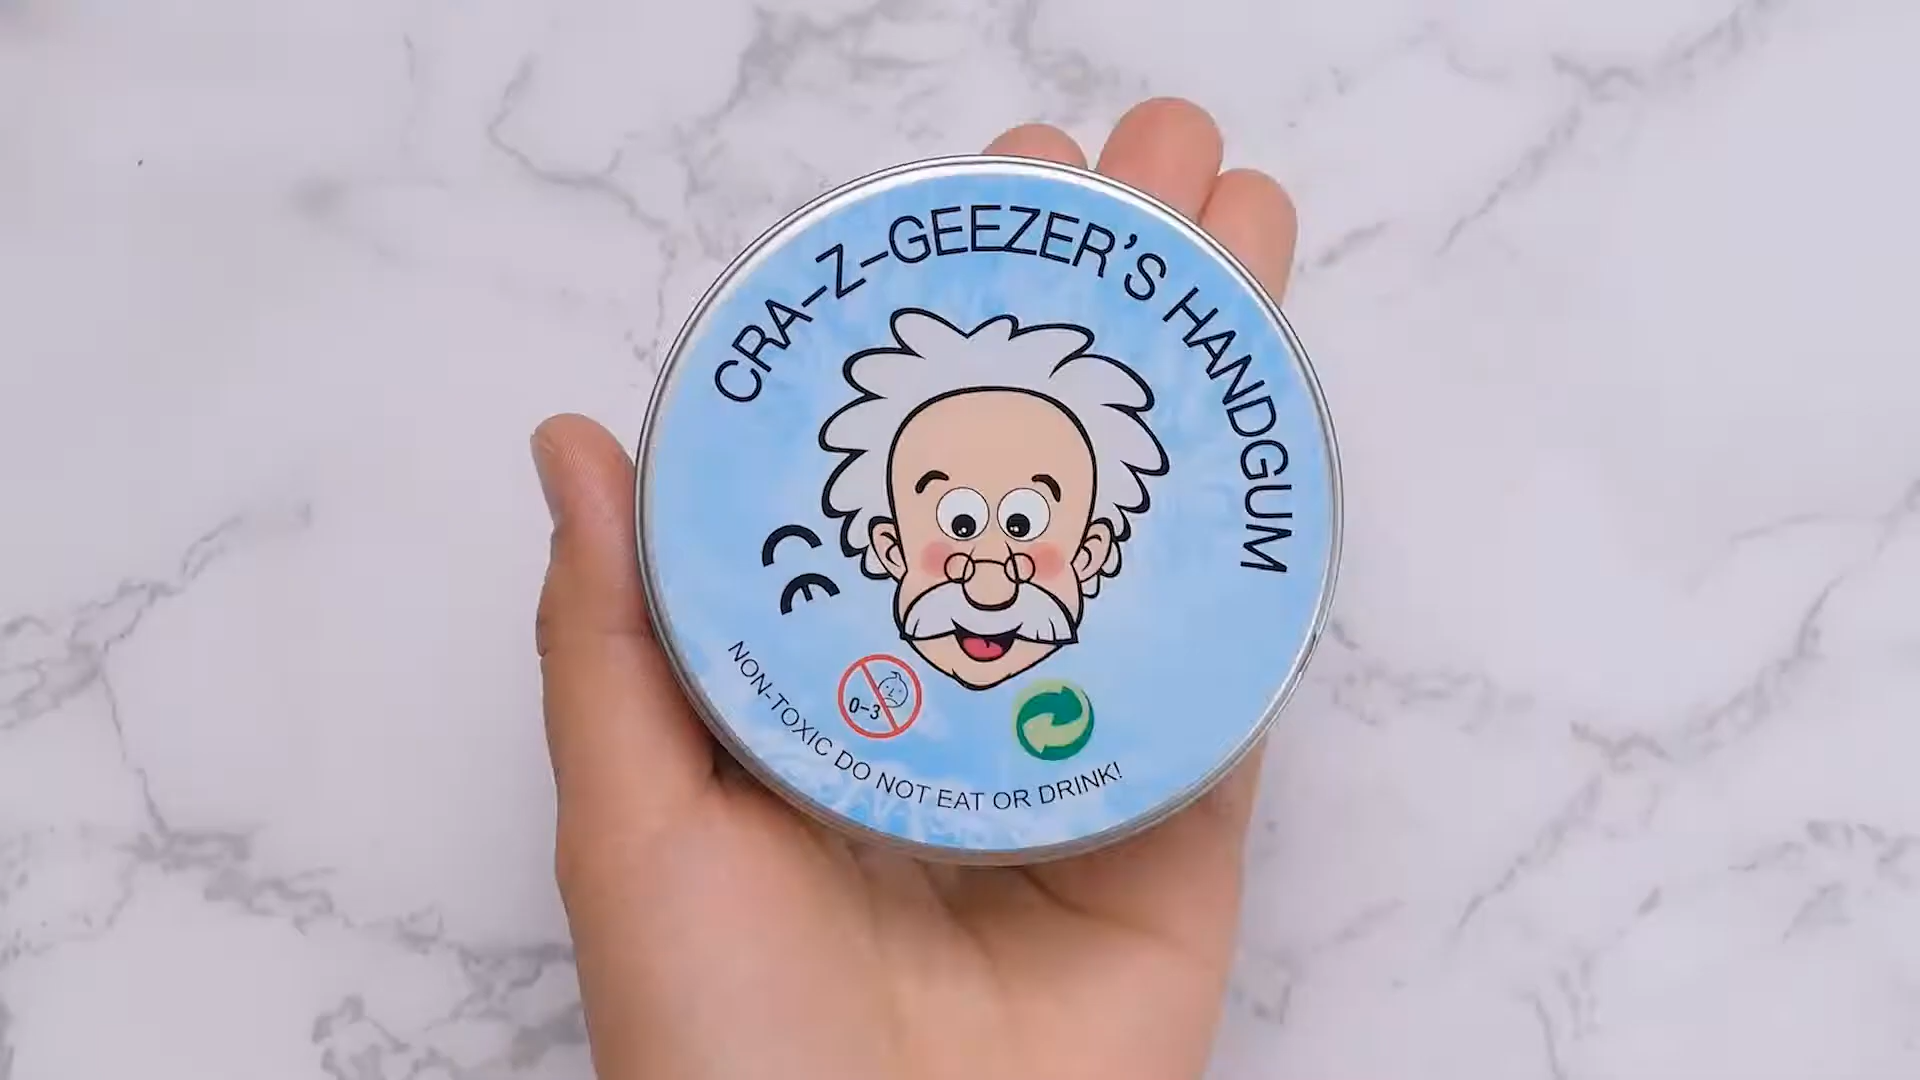 CRA-Z-GEEZER'S HANDGUM
CE
0-3
NON-TOXIC DO NOT EAT OR DRINK!